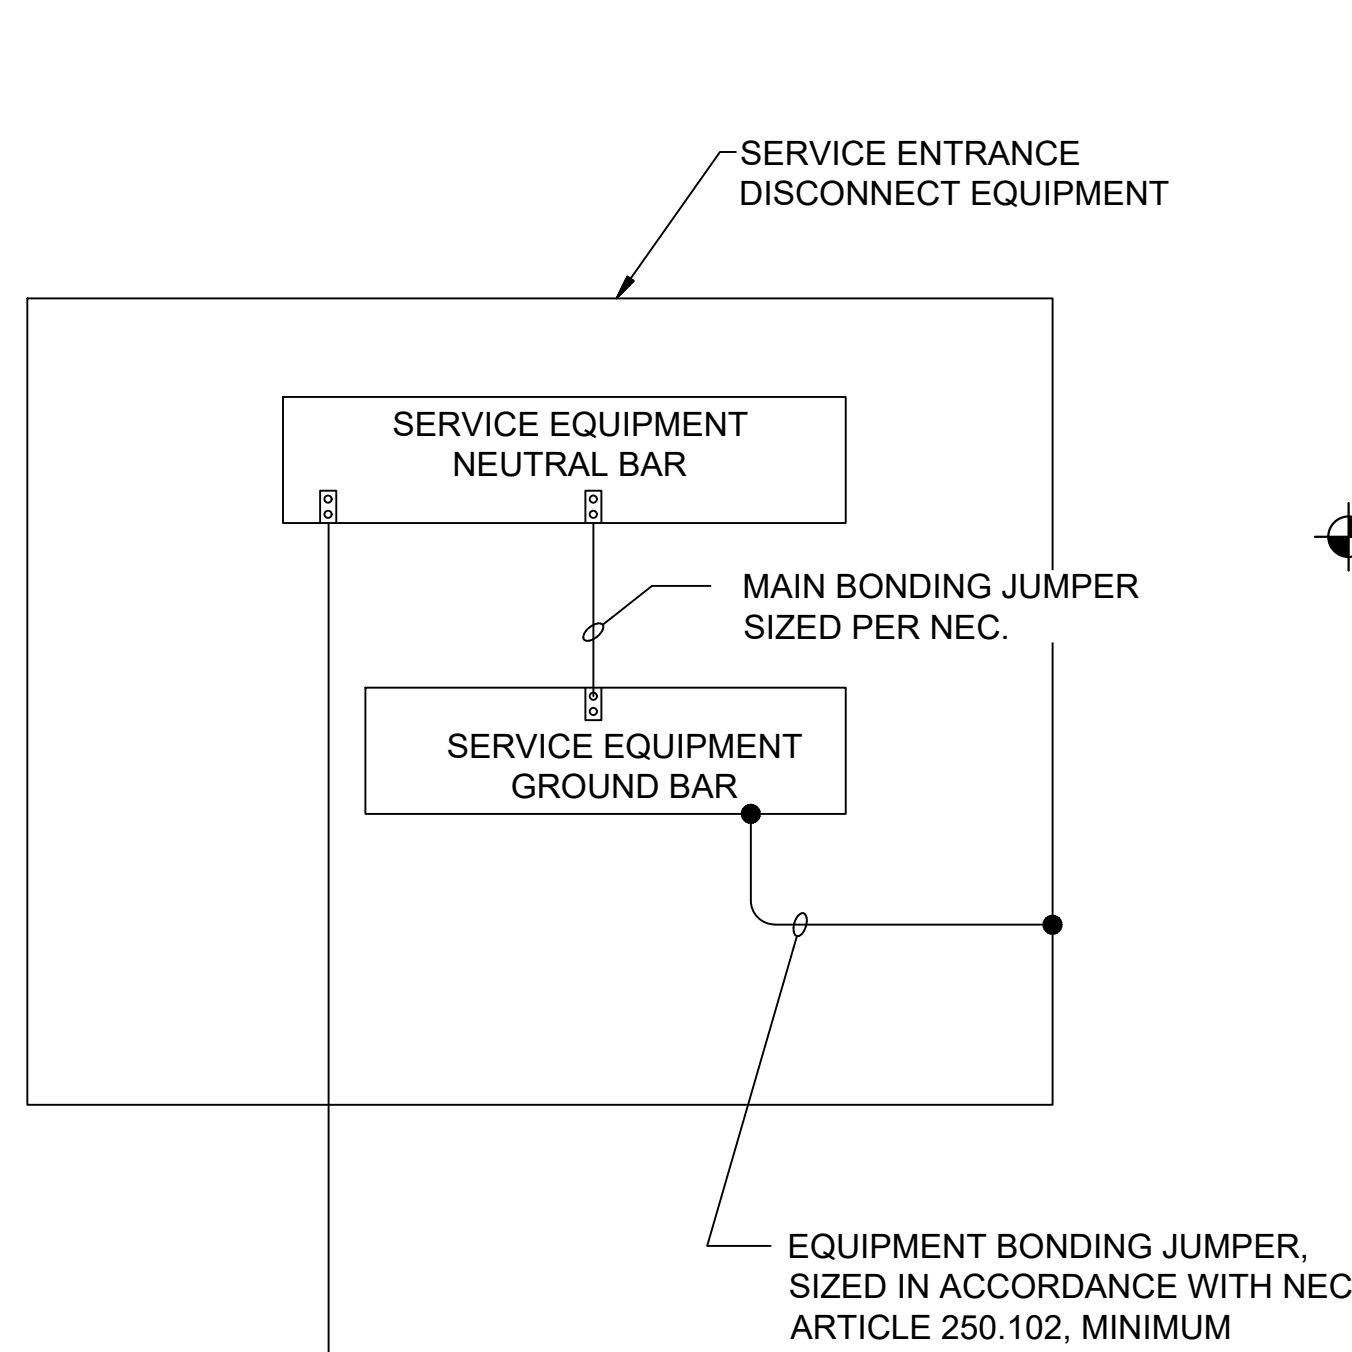 SERVICE ENTRANCE
DISCONNECT EQUIPMENT
SERVICE EQUIPMENT
NEUTRAL BAR
MAIN BONDING JUMPER
SIZED PER NEC.
SERVICE EQUIPMENT
GROUND BAR
EQUIPMENT BONDING JUMPER,
SIZED IN ACCORDANCE WITH NEC
ARTICLE 250.102, MINIMUM